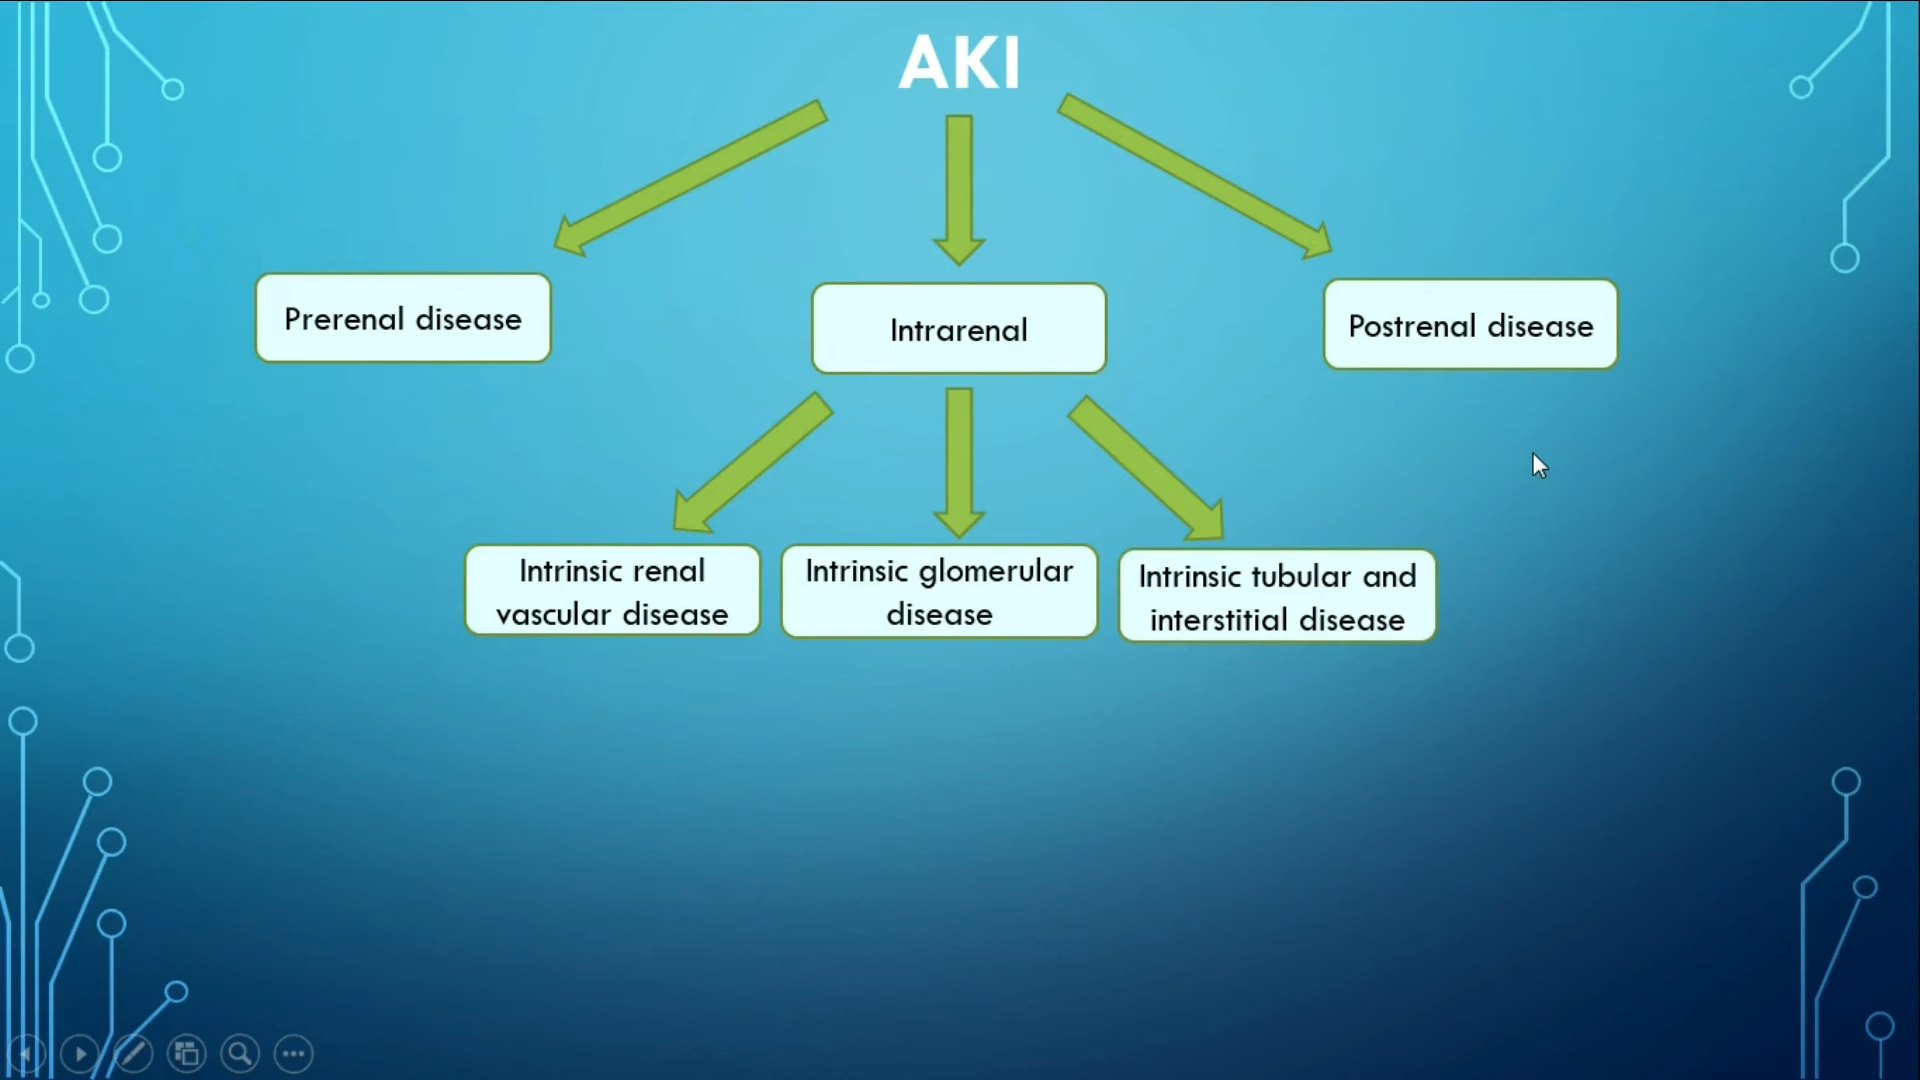 AKI
Prerenal disease
Intrarenal
Postrenal disease
Intrinsic renal
vascular disease
Intrinsic glomerular
disease
Intrinsic tubular and
interstitial disease